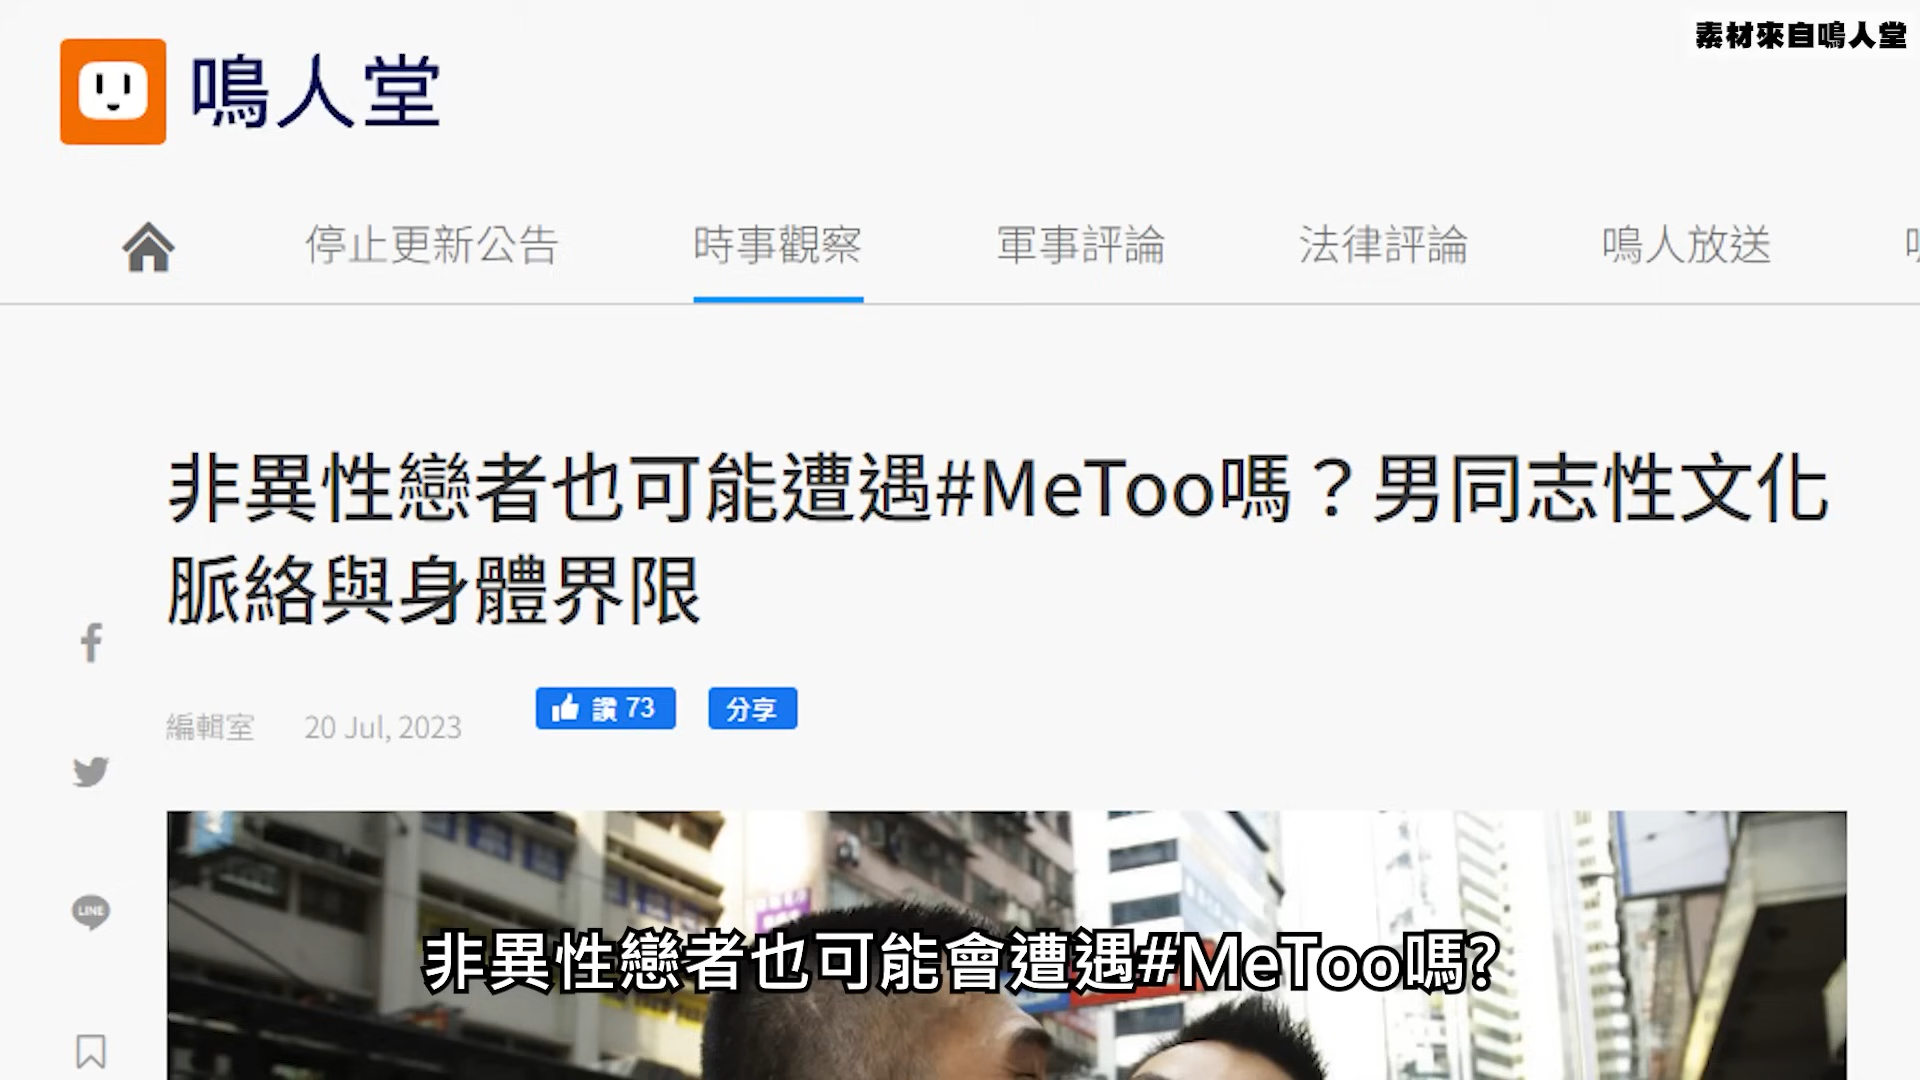 素材來自鳴人堂
鳴人堂
停止更新公告 時事觀察 軍事評論 法律評論 鳴人放送
非異性戀者也可能遭遇#MeToo嗎？男同志性文化
脈絡與身體界限
編輯室 20 Jul, 2023 讚 73 分享
LINE
非異性戀者也可能會遭遇#MeToo嗎?